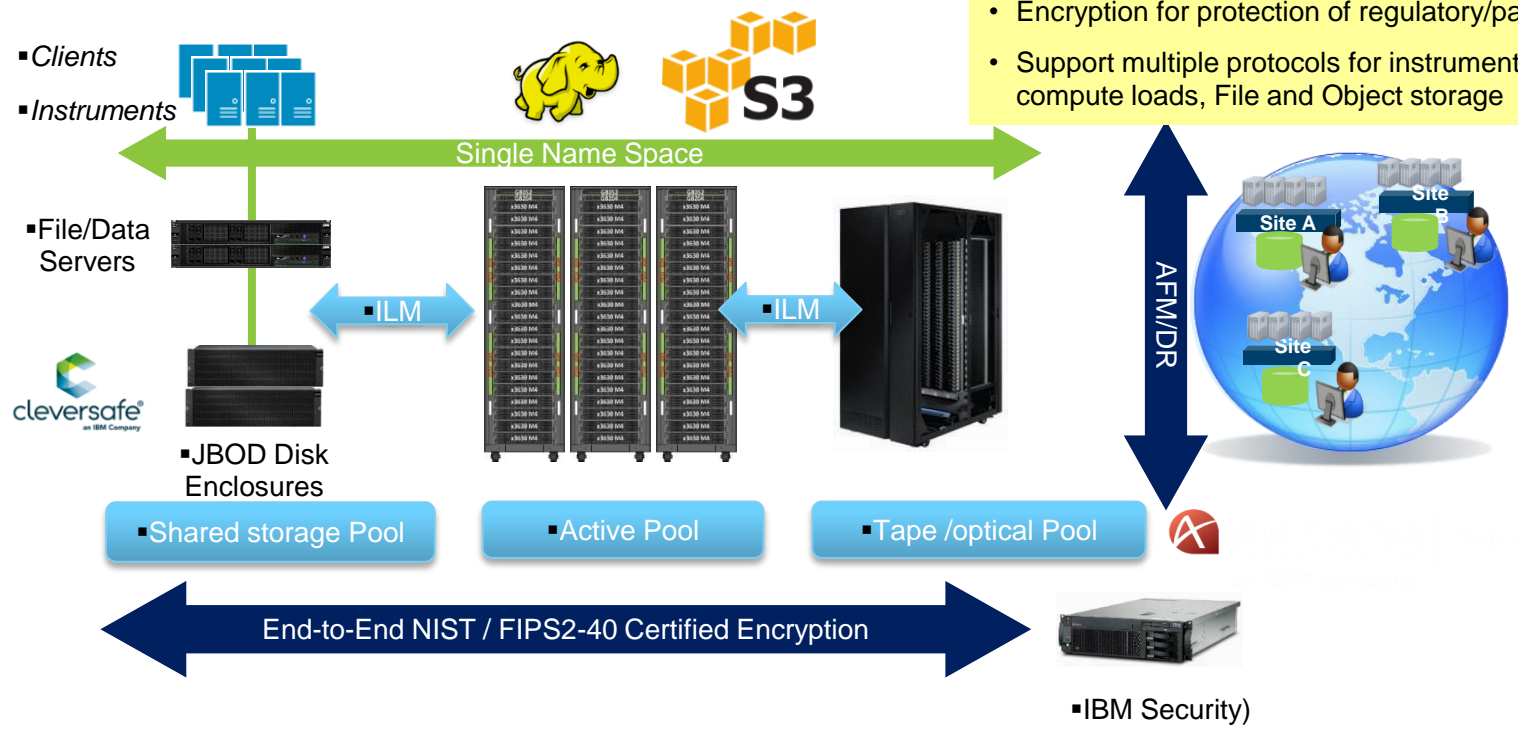 • Encryption for protection of regulatory/pa
• Support multiple protocols for instrument
compute loads, File and Object storage
▪Clients
▪Instruments
S3
Single Name Space
▪File/Data
Servers
▪ILM
▪ILM
AFM/DR
Site A
Site
B
Site
C
cleversafe®
an IBM Company
x3630 M4
▪JBOD Disk
Enclosures
▪Shared storage Pool
▪Active Pool
▪Tape /optical Pool
End-to-End NIST / FIPS2-40 Certified Encryption
▪IBM Security)